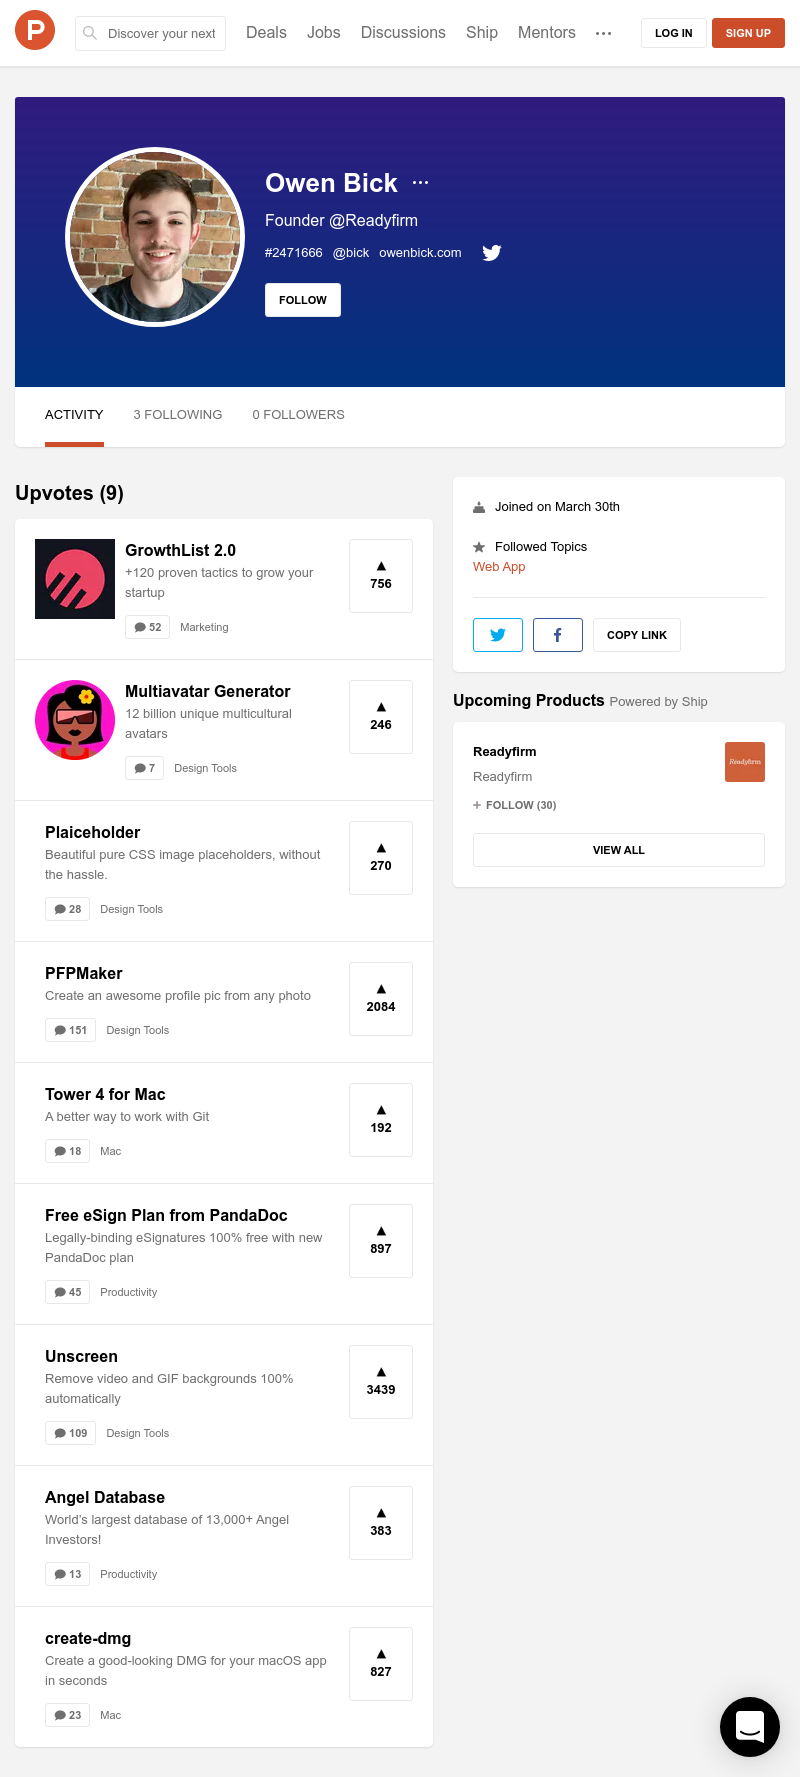 P
Discover your next
Deals
Jobs
Discussions
Ship
Mentors
LOG IN
SIGN UP
Owen Bick
Founder @Readyfirm
#2471666 @bick owenbick.com
FOLLOW
ACTIVITY
3 FOLLOWING
0 FOLLOWERS
Upvotes (9)
GrowthList 2.0
+120 proven tactics to grow your
startup
52
Marketing
756
Multiavatar Generator
12 billion unique multicultural
avatars
7
Design Tools
246
Plaiceholder
Beautiful pure CSS image placeholders, without
the hassle.
28
Design Tools
270
PFPMaker
Create an awesome profile pic from any photo
151
Design Tools
2084
Tower 4 for Mac
A better way to work with Git
18
Mac
192
Free eSign Plan from PandaDoc
Legally-binding eSignatures 100% free with new
PandaDoc plan
45
Productivity
897
Unscreen
Remove video and GIF backgrounds 100%
automatically
109
Design Tools
3439
Angel Database
World's largest database of 13,000+ Angel
Investors!
13
Productivity
383
create-dmg
Create a good-looking DMG for your macOS app
in seconds
23
Mac
827
Joined on March 30th
Followed Topics
Web App
COPY LINK
Upcoming Products Powered by Ship
Readyfirm
Readyfirm
Readyfirm
+ FOLLOW (30)
VIEW ALL